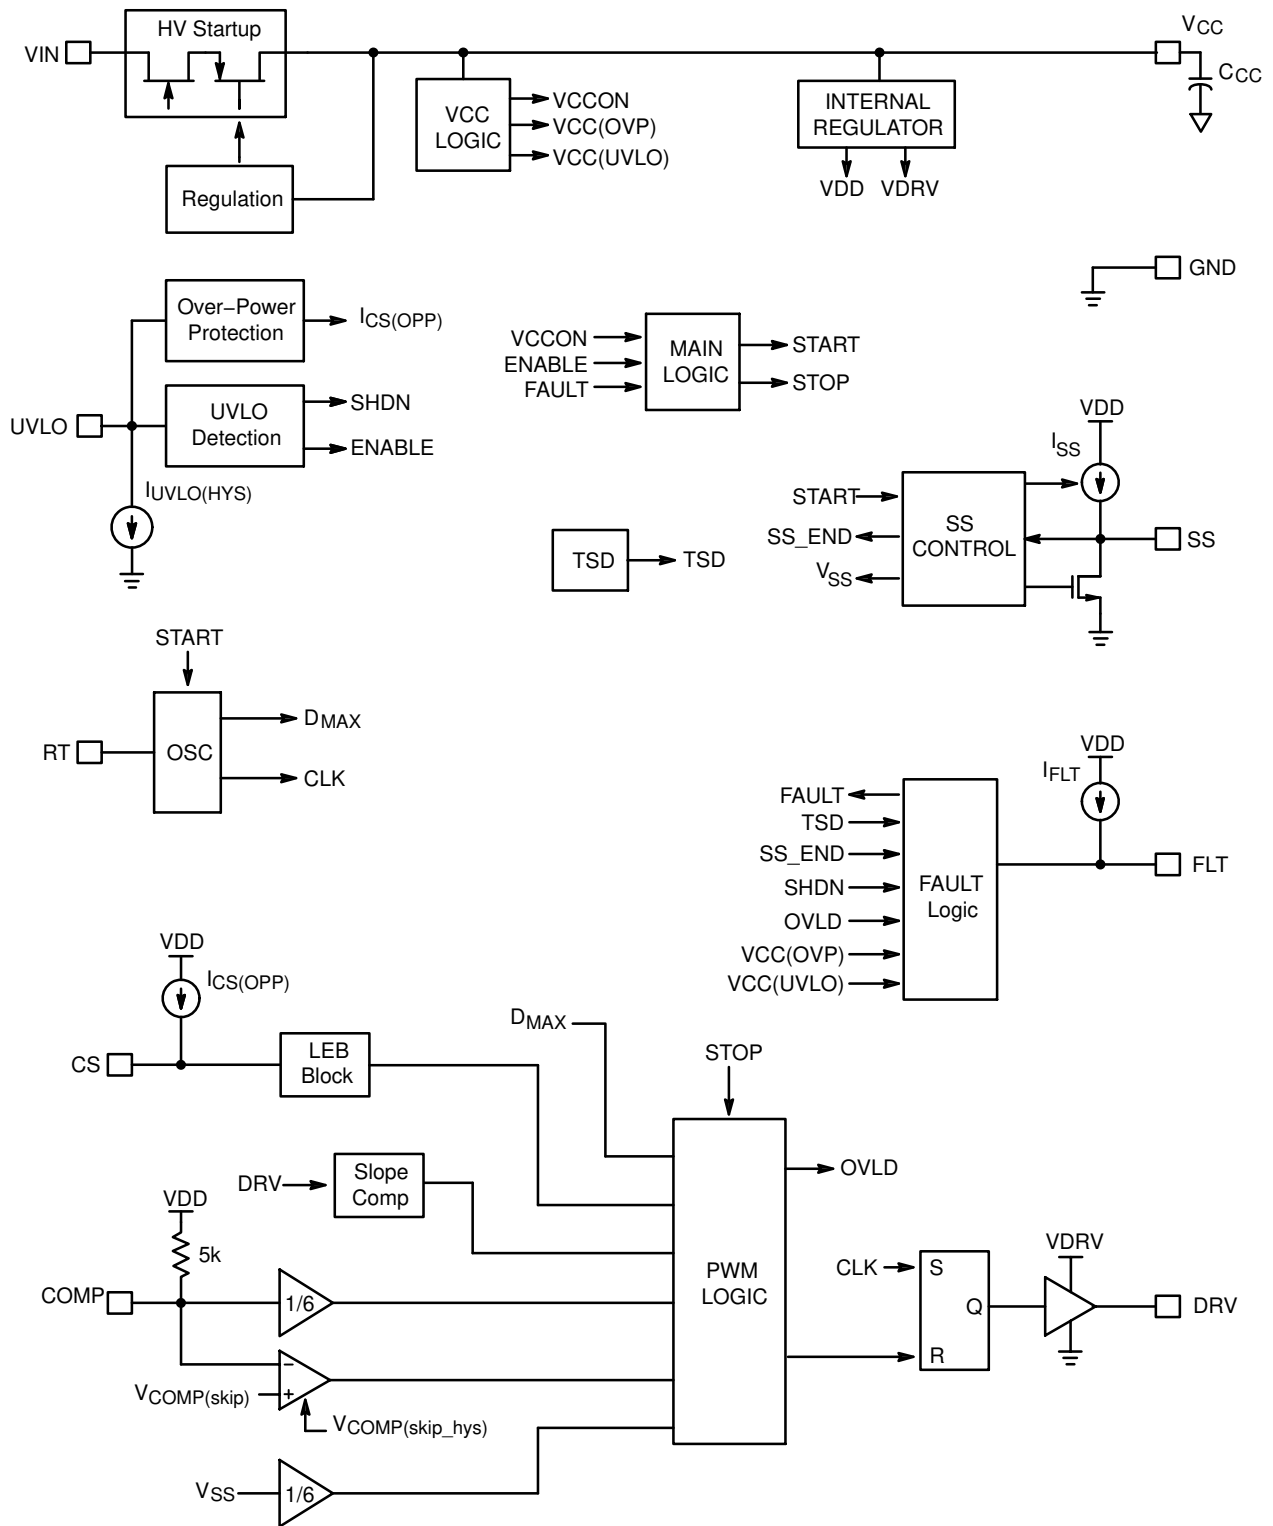 HV Startup
VIN
VCC
CCC
VCC
LOGIC
VCCON
VCC(OVP)
VCC(UVLO)
INTERNAL
REGULATOR
VDD
VDRV
Regulation
GND
Over−Power
Protection
ICS(OPP)
VCCON
ENABLE
FAULT
MAIN
LOGIC
START
STOP
UVLO
UVLO
Detection
SHDN
ENABLE
IUVLO(HYS)
VDD
ISS
START
SS_END
VSS
SS
CONTROL
SS
TSD
TSD
START
RT
OSC
DMAX
CLK
VDD
IFLT
FAULT
TSD
SS_END
SHDN
OVLD
VCC(OVP)
VCC(UVLO)
FAULT
Logic
FLT
VDD
ICS(OPP)
CS
LEB
Block
DMAX
STOP
DRV
Slope
Comp
OVLD
VDD
5k
COMP
1/6
PWM
LOGIC
CLK
S
Q
R
VDRV
DRV
−
+
VCOMP(skip)
VCOMP(skip_hys)
VSS
1/6